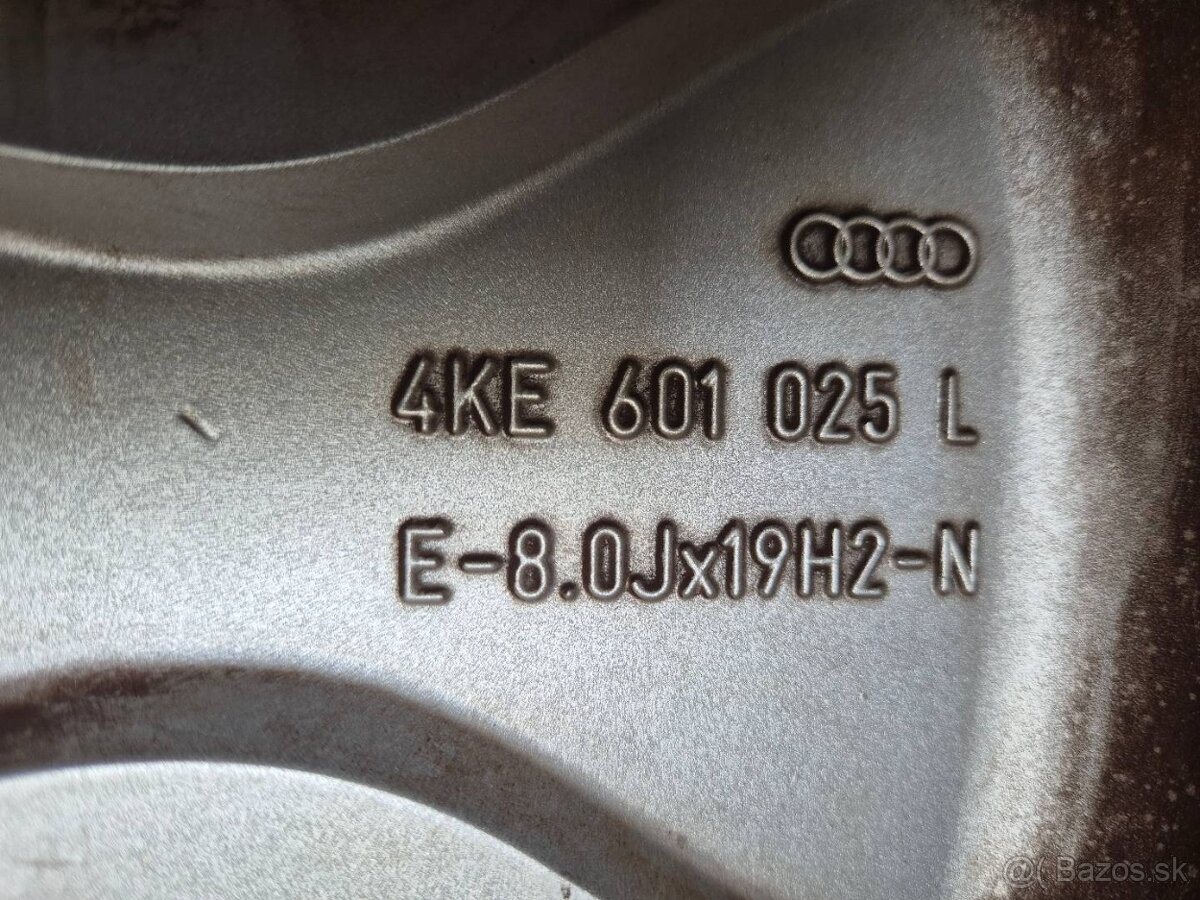 4KE 601 025 L
E-8.0Jx19H2-N
@( Bazos.sk